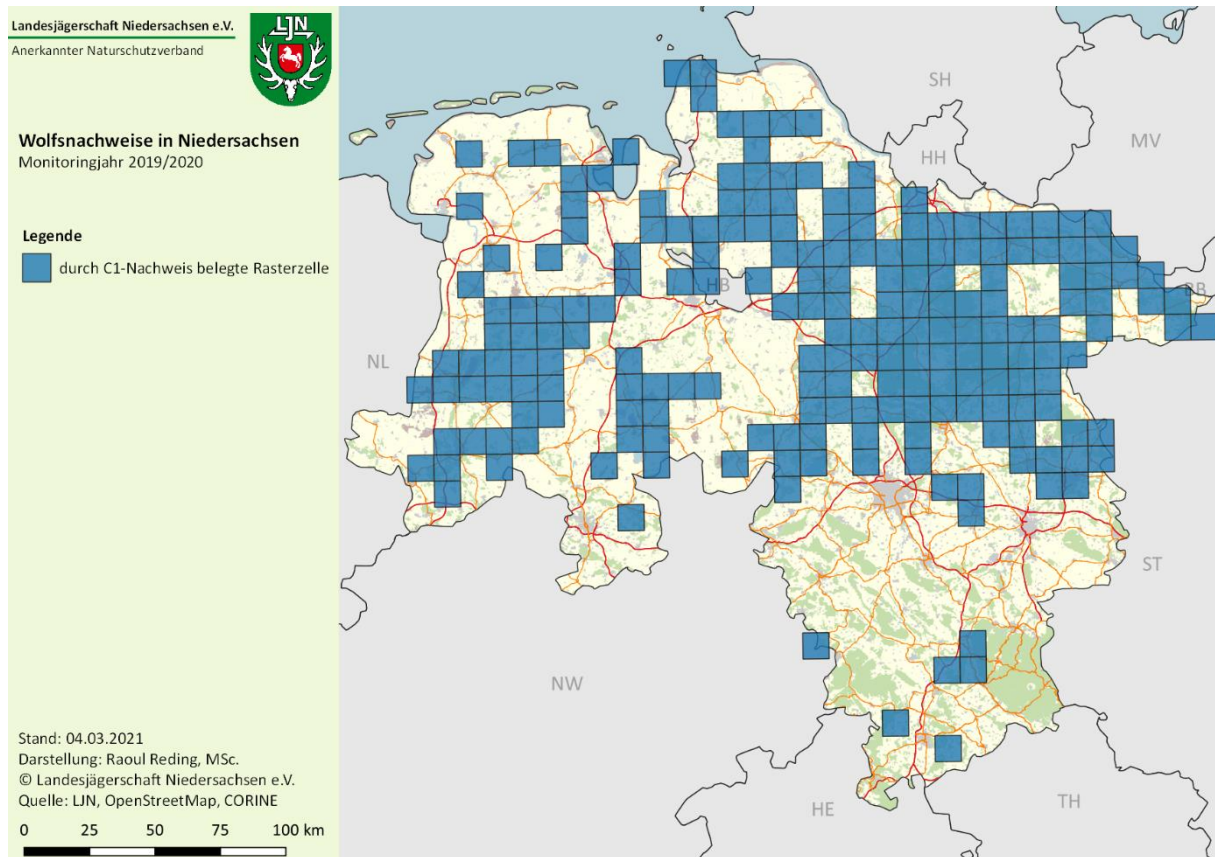 Landesjägerschaft Niedersachsen e.V.
Anerkannter Naturschutzverband
LJN
Wolfsnachweise in Niedersachsen
Monitoringjahr 2019/2020
Legende
durch C1-Nachweis belegte Rasterzelle
SH
MV
HH
HB
BB
NL
ST
NW
HE
TH
Stand: 04.03.2021
Darstellung: Raoul Reding, MSc.
© Landesjägerschaft Niedersachsen e.V.
Quelle: LJN, OpenStreetMap, CORINE
0 25 50 75 100 km